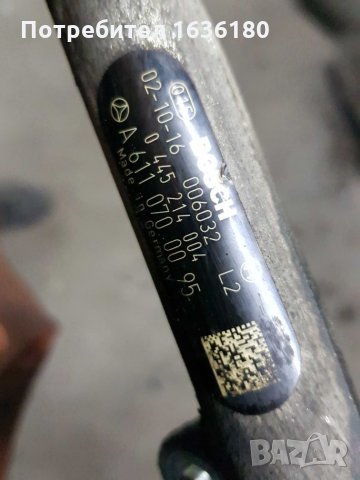 Потребител 1636180
BOSCH
02-10-16 006032 L2
0 445 214 004
A 611 070 00 95
Made in Germany
BAZAR